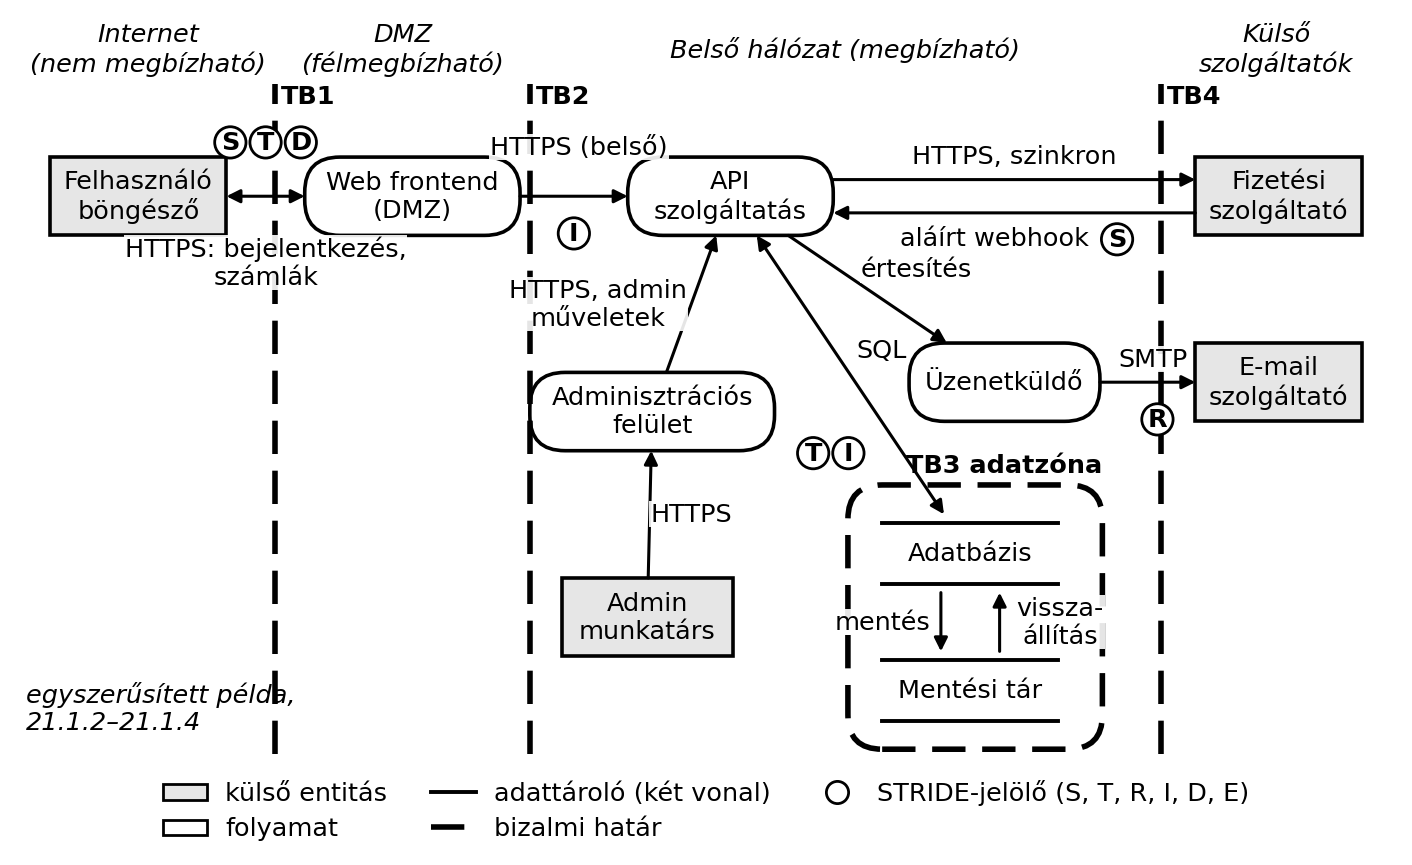 Internet
(nem megbízható)
DMZ
(félmegbízható)
Belső hálózat (megbízható)
Külső
szolgáltatók
TB1
TB2
TB4
S T D
HTTPS (belső)
HTTPS, szinkron
Felhasználó
böngésző
Web frontend
(DMZ)
API
szolgáltatás
Fizetési
szolgáltató
I
aláírt webhook S
HTTPS: bejelentkezés,
számlák
értesítés
HTTPS, admin
műveletek
SQL
SMTP
Üzenetküldő
E-mail
szolgáltató
Adminisztrációs
felület
R
T I
TB3 adatzóna
HTTPS
Adatbázis
Admin
munkatárs
mentés
vissza-
állítás
Mentési tár
egyszerűsített példa,
21.1.2–21.1.4
külső entitás
adattároló (két vonal)
STRIDE-jelölő (S, T, R, I, D, E)
folyamat
bizalmi határ